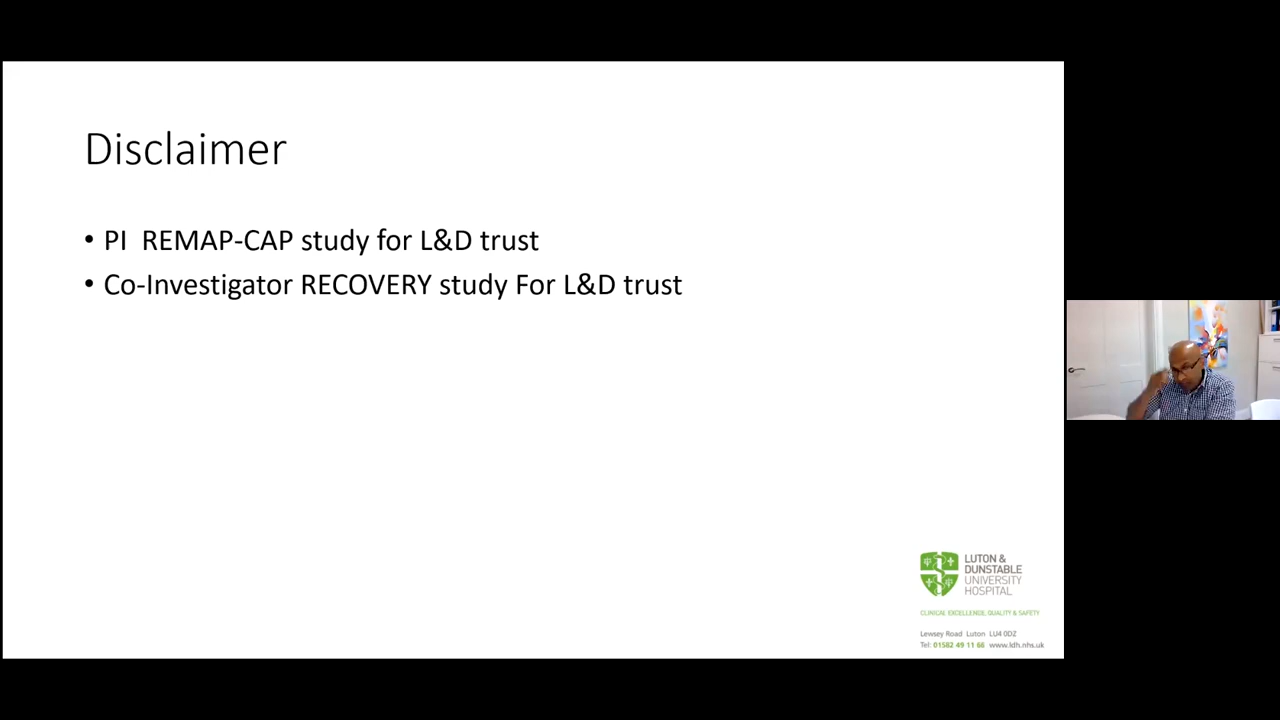 Disclaimer
• PI REMAP-CAP study for L&D trust
• Co-Investigator RECOVERY study For L&D trust
LUTON &
DUNSTABLE
UNIVERSITY
HOSPITAL
CLINICAL EXCELLENCE, QUALITY & SAFETY
Lewsey Road Luton LU4 0DZ
Tel: 01582 49 11 66 www.ldh.nhs.uk